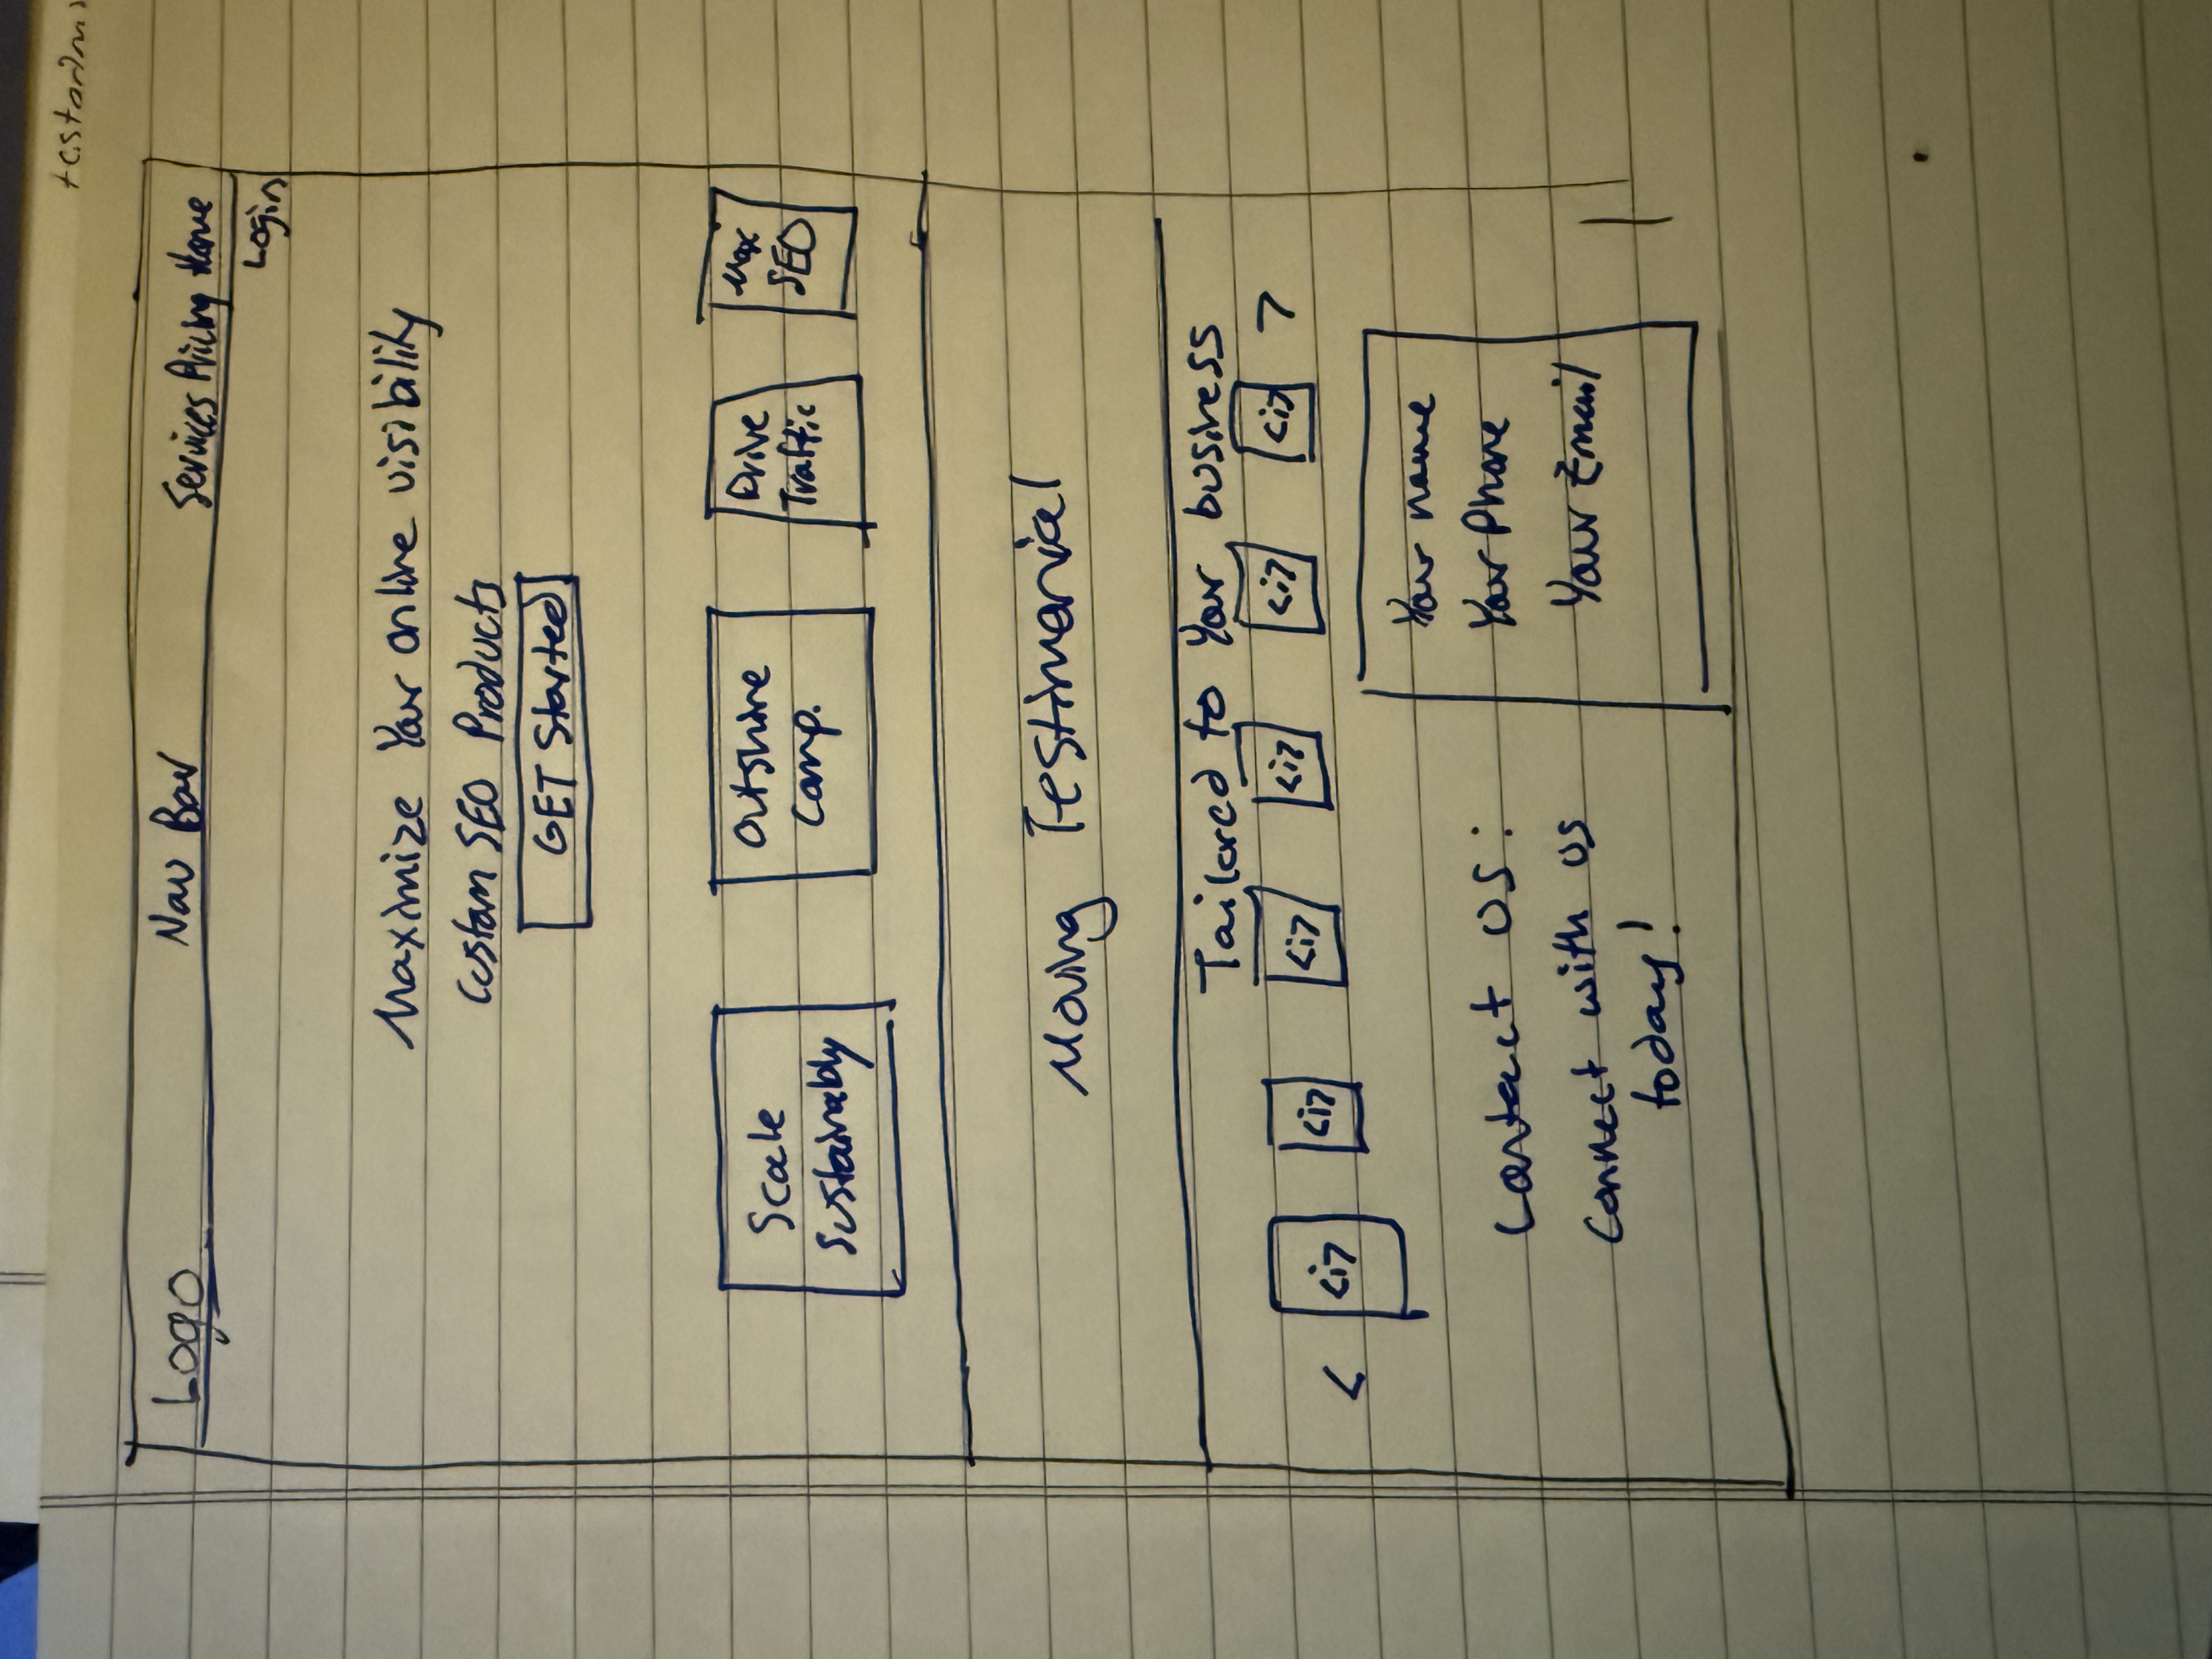 Logo Nav Bar Services Pricing Home
Login
Maximize Your online visibility
Custom SEO Products
GET Started
Scale
Sustainably
Outshine
Comp.
Drive
Traffic
Max
SEO
Moving Testimonial
Tailored to Your business
< <i> <i> <i> <i> <i> <i> >
Contact us:
Connect with us
today!
Your name
Your Phone
Your Email